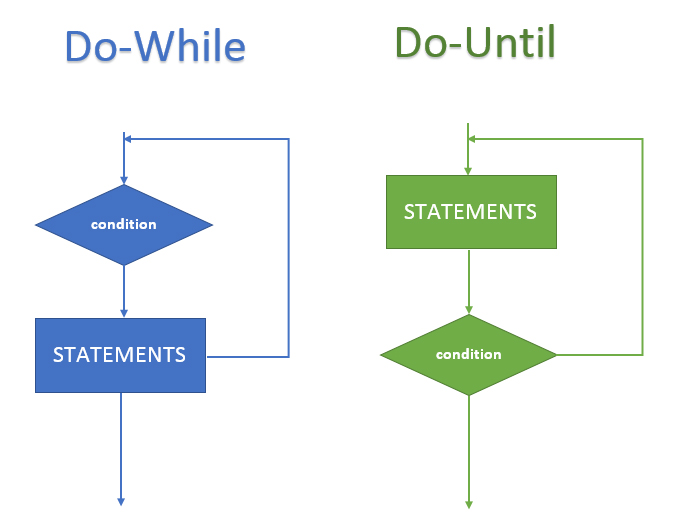 Do-While
condition
STATEMENTS
Do-Until
STATEMENTS
condition